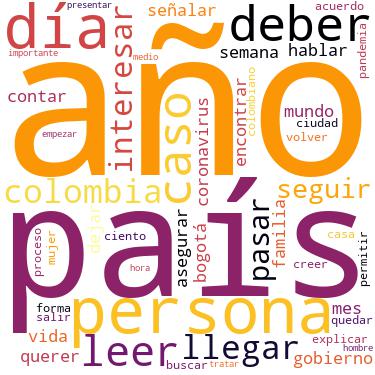 presentar
señalar
acuerdo
día
deber
importante
medio
pandemia
interesar
semana
hablar
colombiano
año
contar
caso
encontrar
mundo
coronavirus
ciudad
empezar
volver
colombia
seguir
país
dejar
ciento
asegurar
bogotá
pasar
familia
casa
proceso
mujer
hora
creer
permitir
persona
forma
salir
mes
quedar
vida
leer
llegar
explicar
querer
buscar
tratar
gobierno
hombre